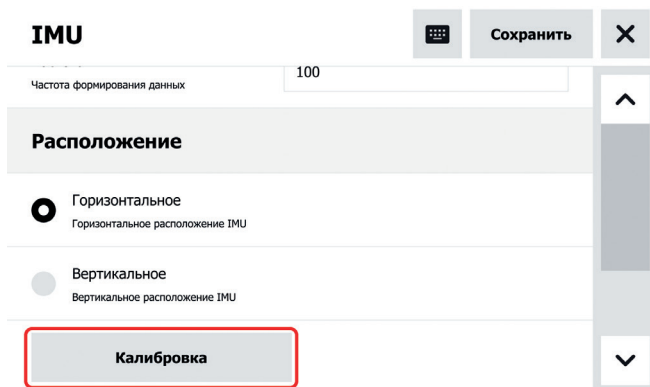 IMU
Сохранить
100
Частота формирования данных
Расположение
Горизонтальное
Горизонтальное расположение IMU
Вертикальное
Вертикальное расположение IMU
Калибровка